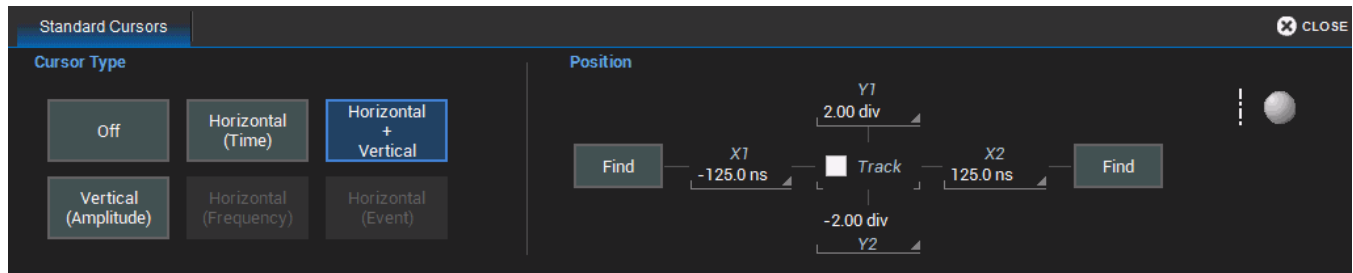 Standard Cursors
CLOSE
Cursor Type
Off
Horizontal
(Time)
Horizontal
+
Vertical
Vertical
(Amplitude)
Horizontal
(Frequency)
Horizontal
(Event)
Position
Y1
2.00 div
Find
X1
-125.0 ns
Track
X2
125.0 ns
Find
-2.00 div
Y2